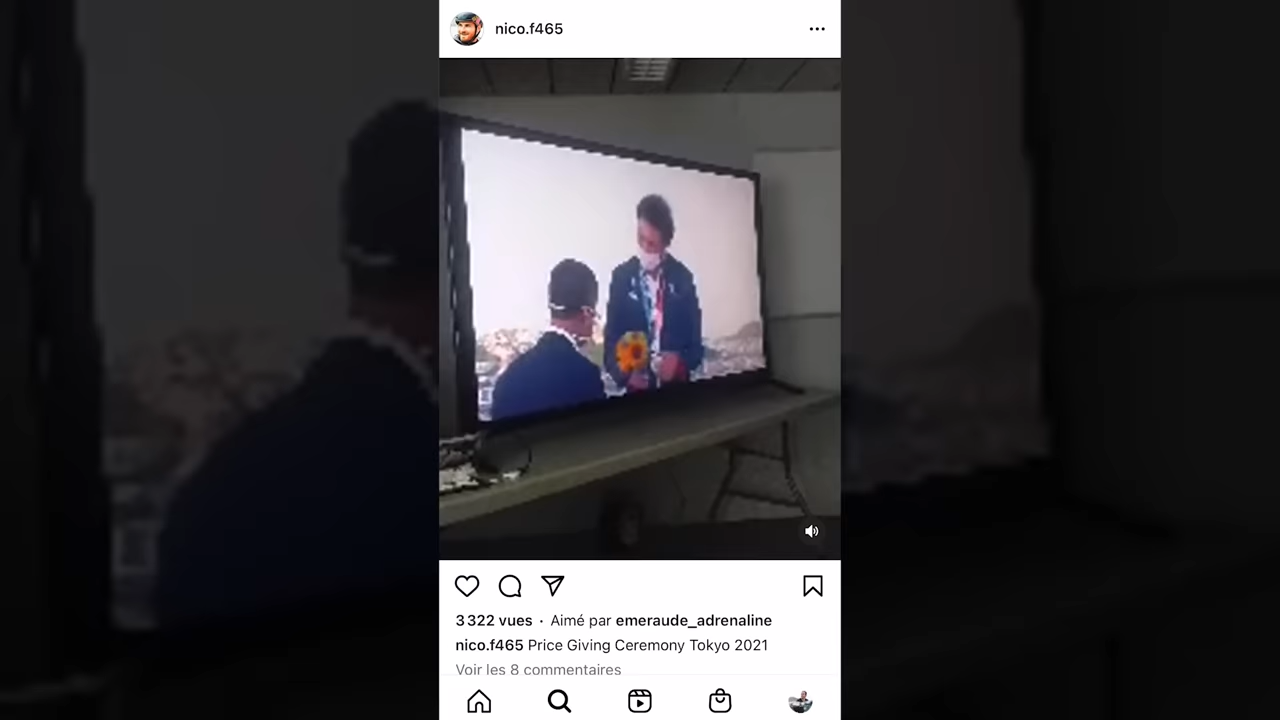 nico.f465
3 322 vues · Aimé par emeraude_adrenaline
nico.f465 Price Giving Ceremony Tokyo 2021
Voir les 8 commentaires